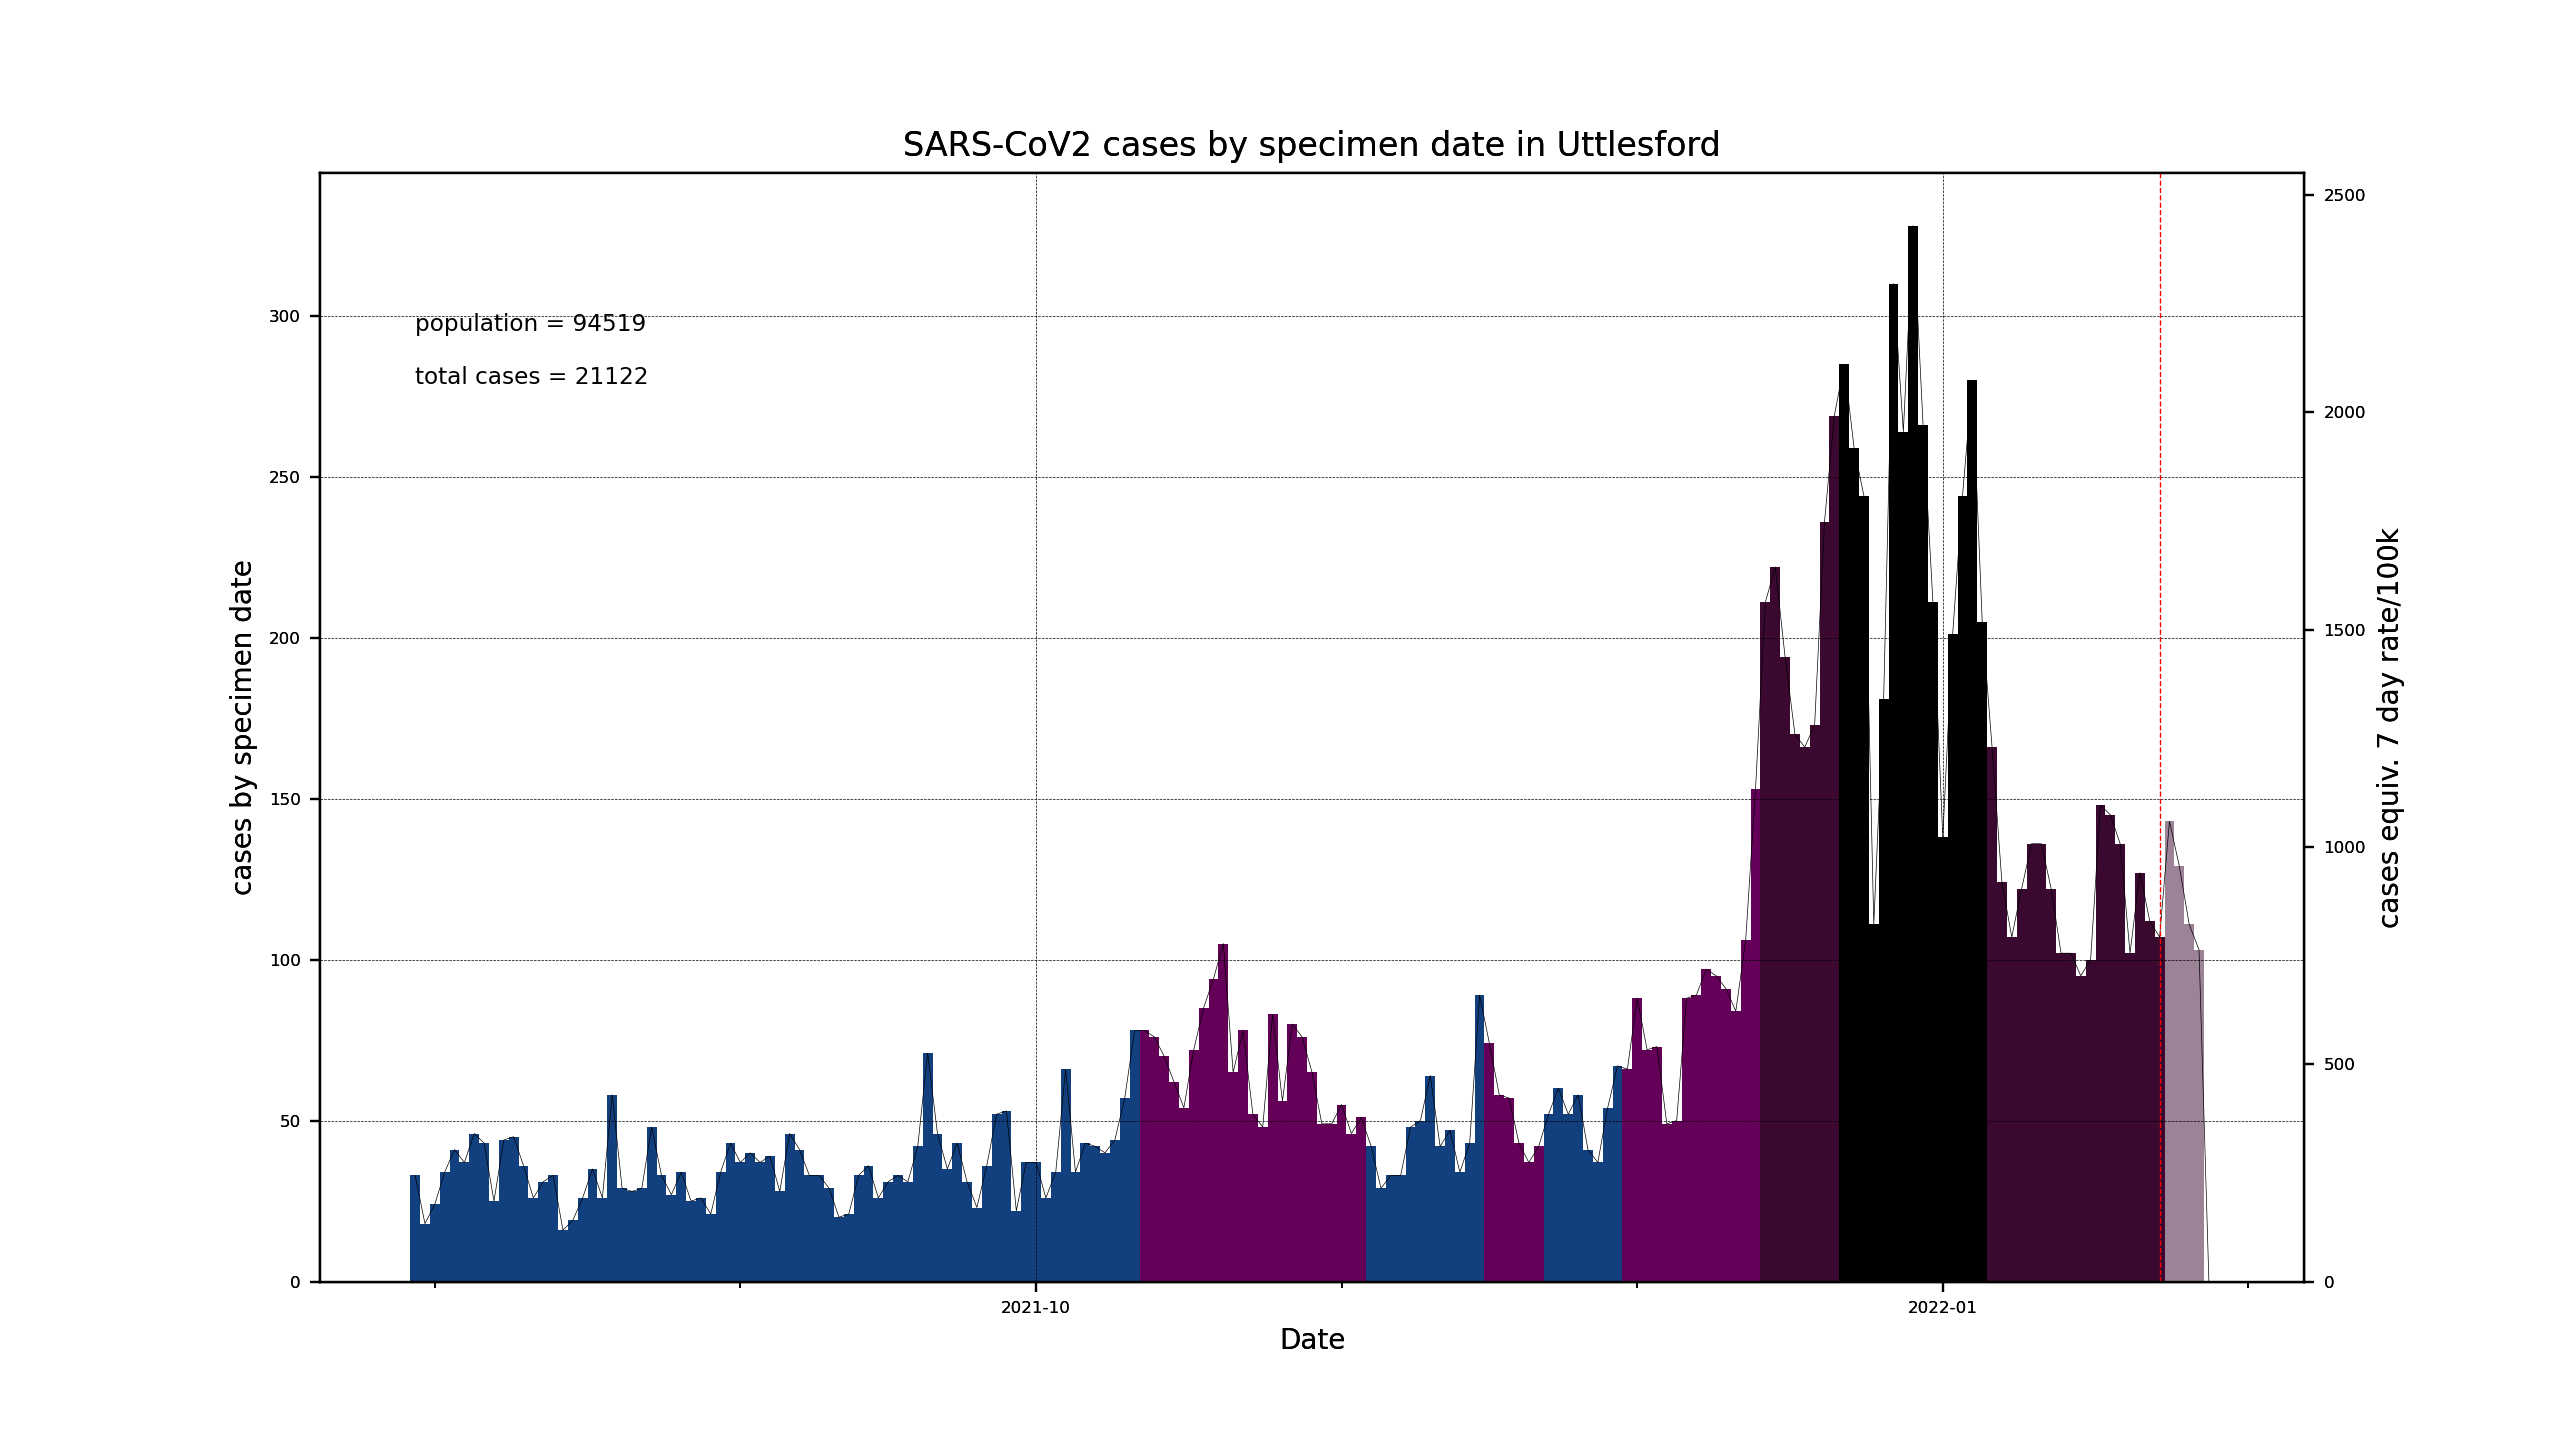 SARS-CoV2 cases by specimen date in Uttlesford
population = 94519
total cases = 21122
cases by specimen date
300
250
200
150
100
50
0
2500
2000
1500
1000
500
0
cases equiv. 7 day rate/100k
2021-10
2022-01
Date